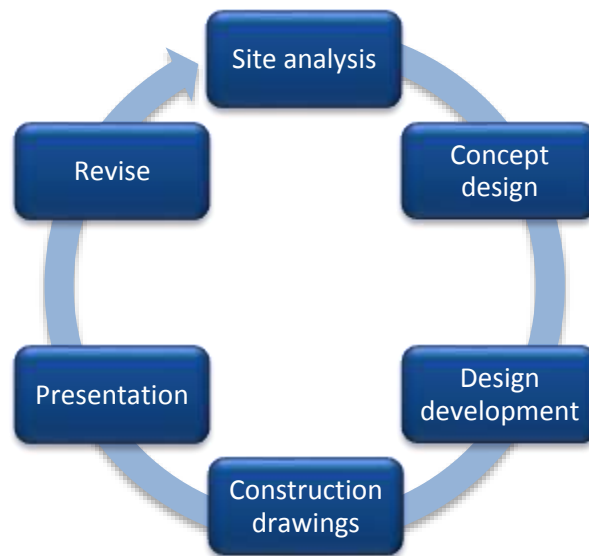 Site analysis
Concept
design
Design
development
Construction
drawings
Presentation
Revise